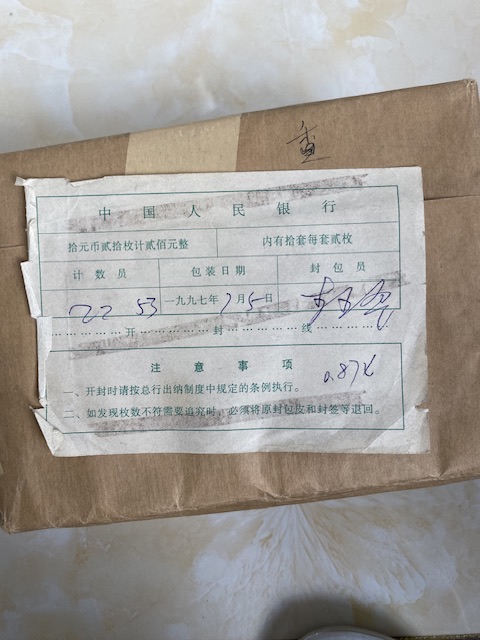 查
中国人民银行
拾元币贰拾枚计贰佰元整 内有拾套每套贰枚
计数员 包装日期 封包员
22 53 一九九七年7月5日
开封线
注意事项
0.87K
一、开封时请按总行出纳制度中规定的条例执行。
二、如发现枚数不符需要追究时，必须将原封包皮和封签等退回。